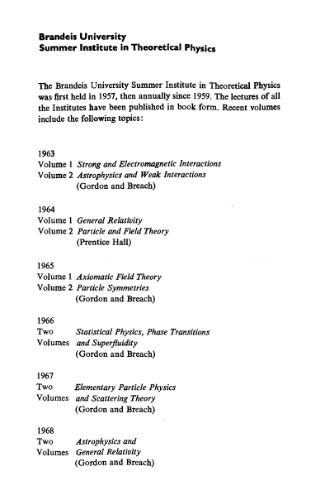 Brandeis University
Summer Institute in Theoretical Physics
The Brandeis University Summer Institute in Theoretical Physics
was first held in 1957, then annually since 1959. The lectures of all
the Institutes have been published in book form. Recent volumes
include the following topics:
1963
Volume 1 Strong and Electromagnetic Interactions
Volume 2 Astrophysics and Weak Interactions
(Gordon and Breach)
1964
Volume 1 General Relativity
Volume 2 Particle and Field Theory
(Prentice Hall)
1965
Volume 1 Axiomatic Field Theory
Volume 2 Particle Symmetries
(Gordon and Breach)
1966
Two Statistical Physics, Phase Transitions
Volumes and Superfluidity
(Gordon and Breach)
1967
Two Elementary Particle Physics
Volumes and Scattering Theory
(Gordon and Breach)
1968
Two Astrophysics and
Volumes General Relativity
(Gordon and Breach)